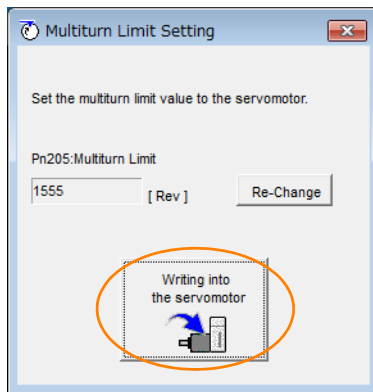 Multiturn Limit Setting
Set the multiturn limit value to the servomotor.
Pn205:Multiturn Limit
1555 [ Rev ] Re-Change
Writing into
the servomotor